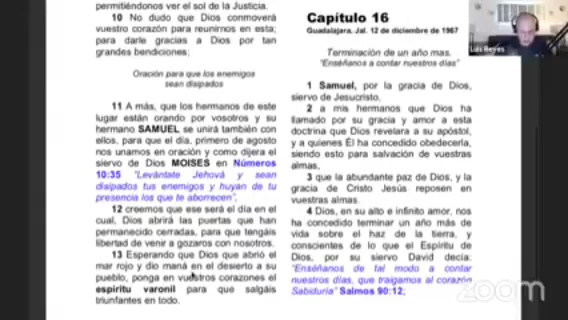 permitiéndonos ver el sol de la Justicia.
10 No dudo que Dios conmoverá
vuestro corazón para reunirnos en esta;
para darle gracias a Dios por tan
grandes bendiciones;
Oración para que los enemigos
sean disipados
11 A más, que los hermanos de este
lugar están orando por vosotros y su
hermano SAMUEL se unirá también con
ellos, para que el día, primero de agosto
nos unamos en oración y como dijera el
siervo de Dios MOISES en Números
10:35 “Levántate Jehová y sean
disipados tus enemigos y huyan de tu
presencia los que te aborrecen”,
12 creemos que ese será el día en el
cual, Dios abrirá las puertas que han
permanecido cerradas, para que tengáis
libertad de venir a gozaros con nosotros.
13 Esperando que Dios que abrió el
mar rojo y dio maná en el desierto a su
pueblo, ponga en vuestros corazones el
espíritu varonil para que salgáis
triunfantes en todo.
Capítulo 16
Guadalajara, Jal. 12 de diciembre de 1967
Terminación de un año mas.
“Enséñanos a contar nuestros días”
1 Samuel, por la gracia de Dios,
siervo de Jesucristo,
2 a mis hermanos que Dios ha
llamado por su gracia y amor a esta
doctrina que Dios revelara a su apóstol,
y a quienes Él ha concedido obedecerla,
siendo esto para salvación de vuestras
almas,
3 que la abundante paz de Dios, y la
gracia de Cristo Jesús reposen en
vuestras almas.
4 Dios, en su alto e infinito amor, nos
ha concedido terminar un año más de
vida sobre el haz de la tierra, y
conscientes de lo que el Espíritu de
Dios, por su siervo David decía:
“Enséñanos de tal modo a contar
nuestros días, que traigamos al corazón
Sabiduría” Salmos 90:12;
Luis Reyes
zoom